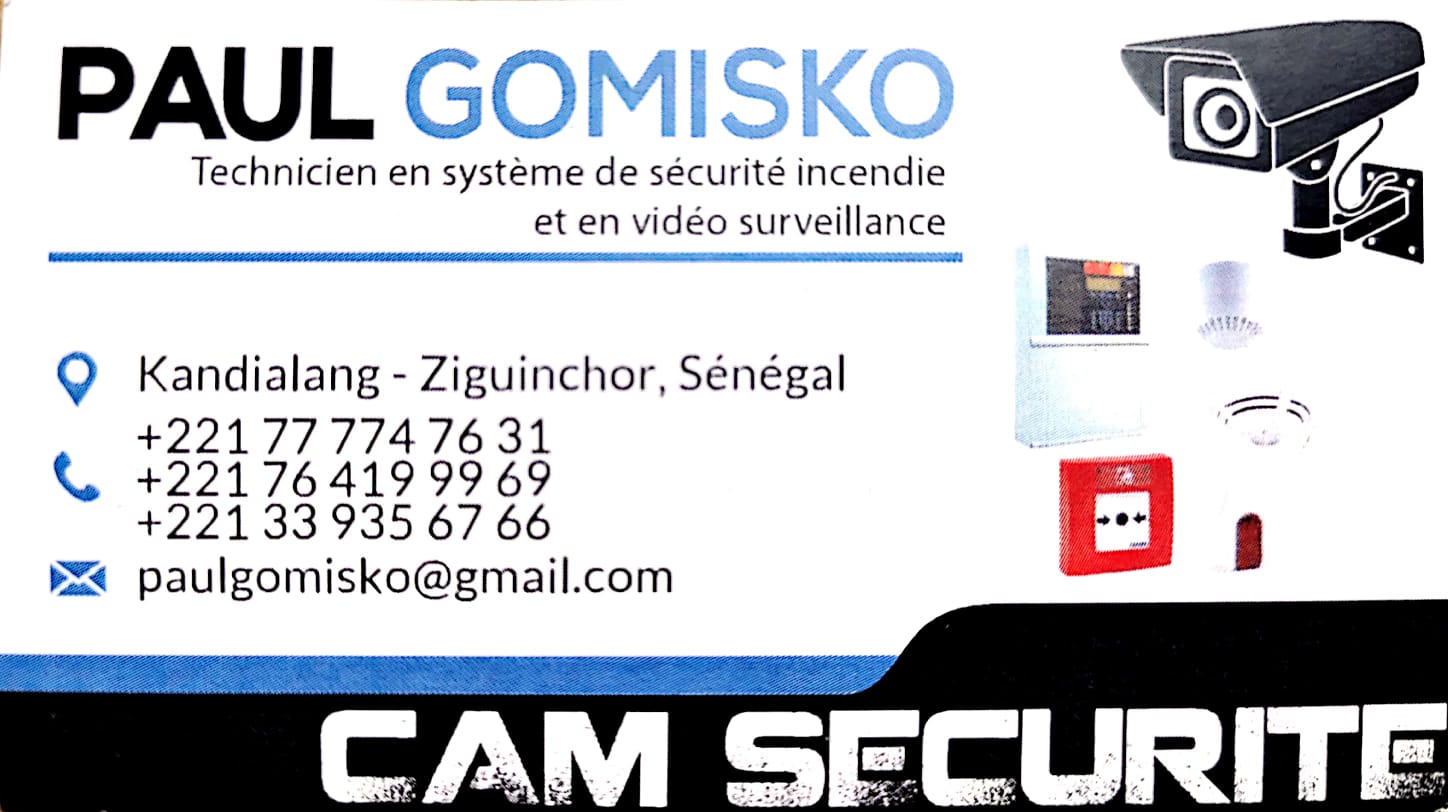 PAUL GOMISKO
Technicien en système de sécurité incendie
et en vidéo surveillance
Kandialang - Ziguinchor, Sénégal
+221 77 774 76 31
+221 76 419 99 69
+221 33 935 67 66
paulgomisko@gmail.com
CAM SECURITE